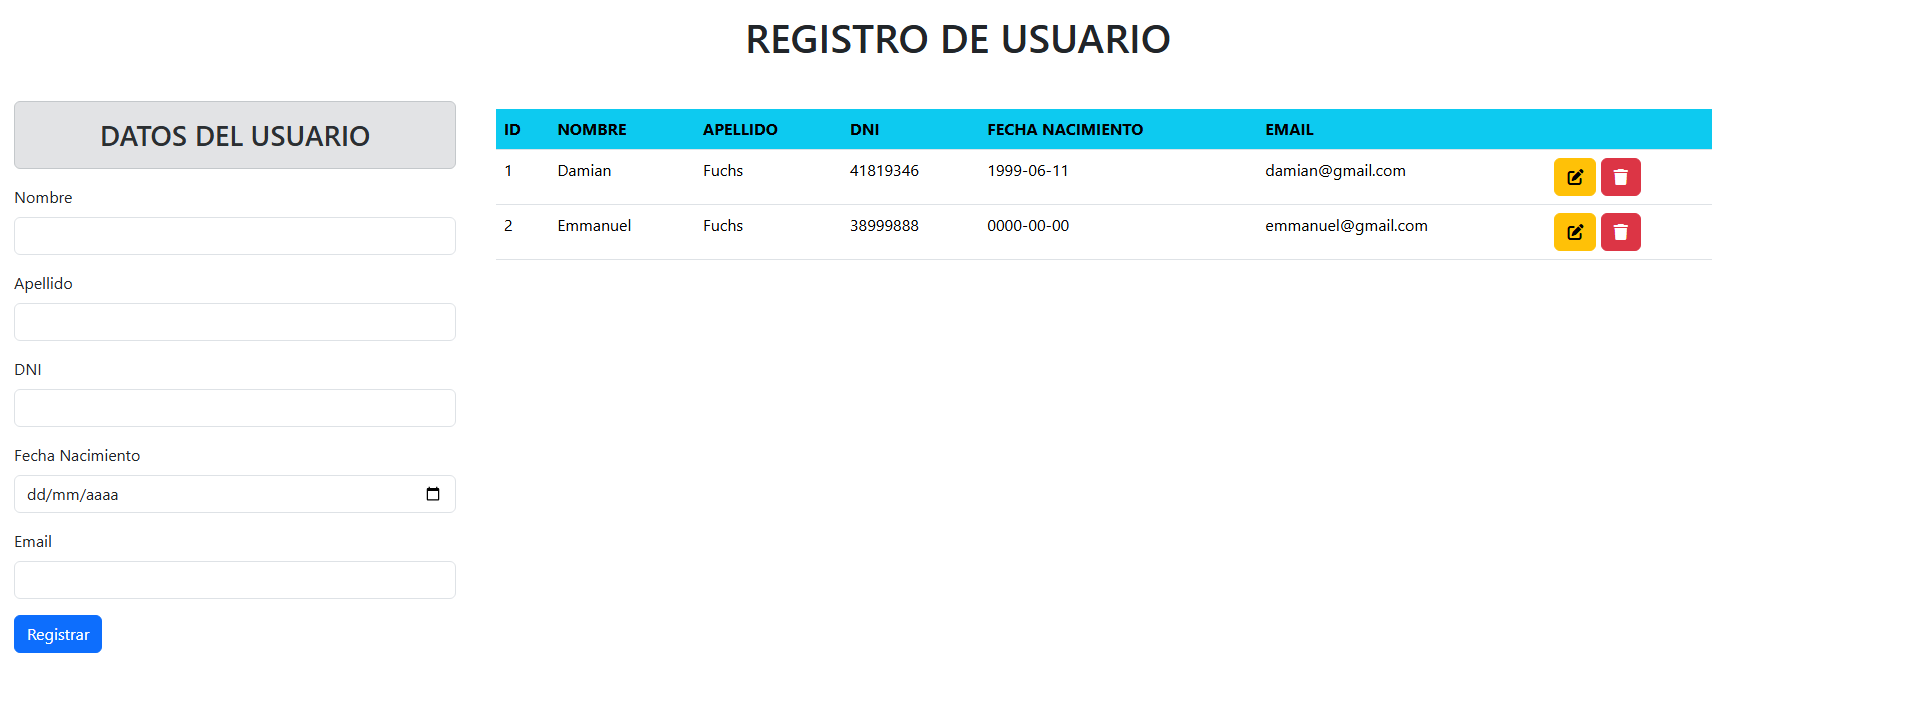 REGISTRO DE USUARIO
DATOS DEL USUARIO
Nombre
Apellido
DNI
Fecha Nacimiento
dd/mm/aaaa
Email
Registrar
ID NOMBRE APELLIDO DNI FECHA NACIMIENTO EMAIL
1 Damian Fuchs 41819346 1999-06-11 damian@gmail.com
2 Emmanuel Fuchs 38999888 0000-00-00 emmanuel@gmail.com